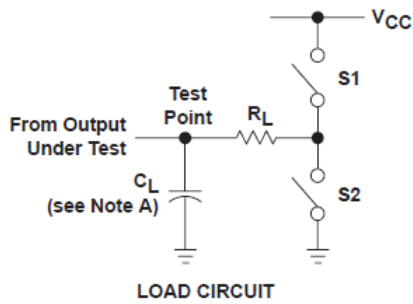 VCC
S1
Test
Point
RL
From Output
Under Test
CL
(see Note A)
S2
LOAD CIRCUIT